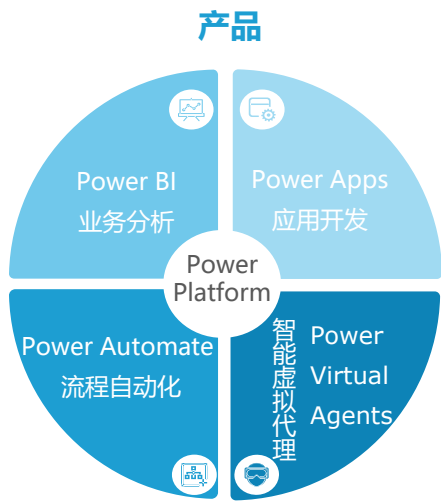 产品
Power BI
业务分析
Power Apps
应用开发
Power
Platform
Power Automate
流程自动化
智能虚拟代理
Power
Virtual
Agents